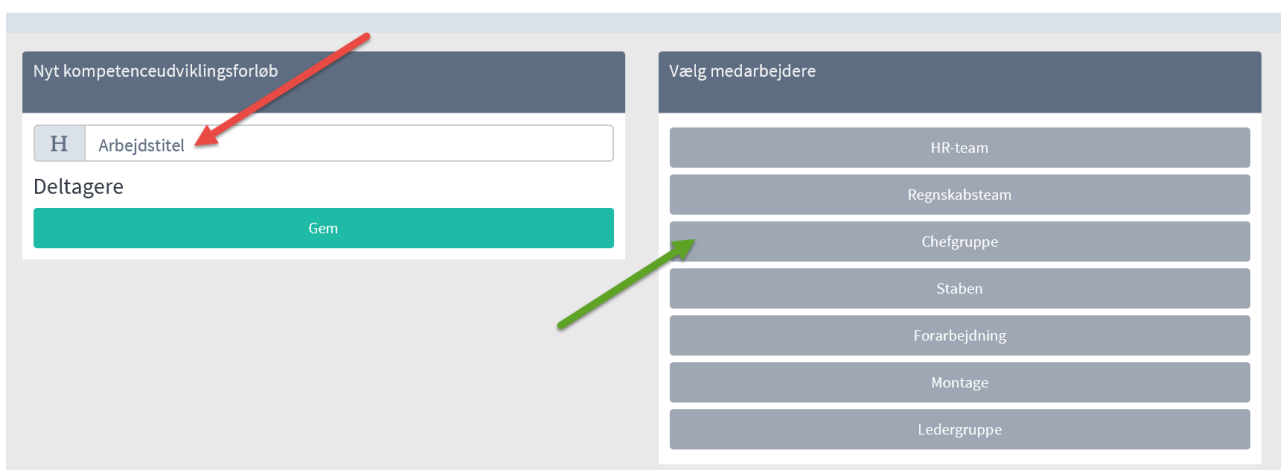 Nyt kompetenceudviklingsforløb
H Arbejdstitel
Deltagere
Gem
Vælg medarbejdere
HR-team
Regnskabsteam
Chefgruppe
Staben
Forarbejdning
Montage
Ledergruppe